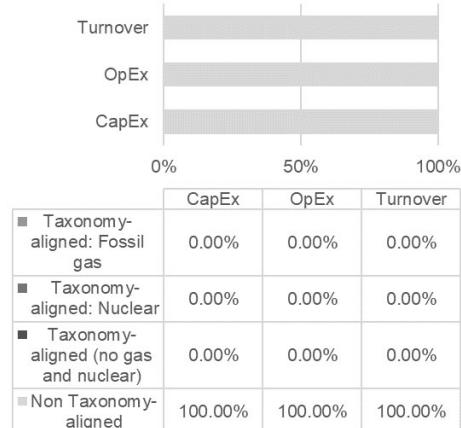 Turnover
OpEx
CapEx
0% 50% 100%
CapEx OpEx Turnover
Taxonomy-
aligned: Fossil 0.00% 0.00% 0.00%
gas
Taxonomy-
aligned: Nuclear 0.00% 0.00% 0.00%
Taxonomy-
aligned (no gas 0.00% 0.00% 0.00%
and nuclear)
Non Taxonomy-
aligned 100.00% 100.00% 100.00%